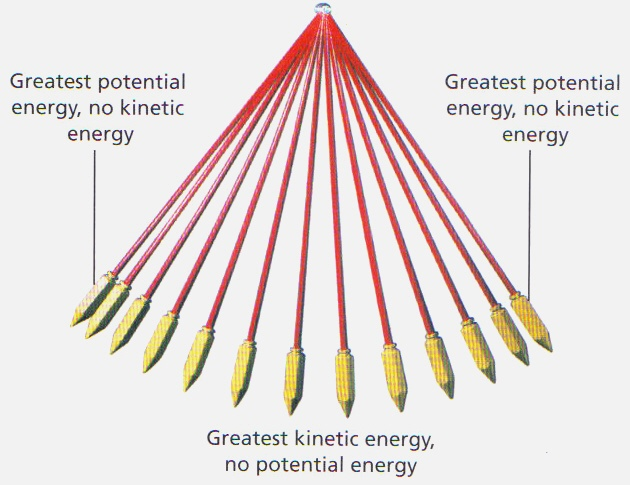 Greatest potential
energy, no kinetic
energy
Greatest potential
energy, no kinetic
energy
Greatest kinetic energy,
no potential energy